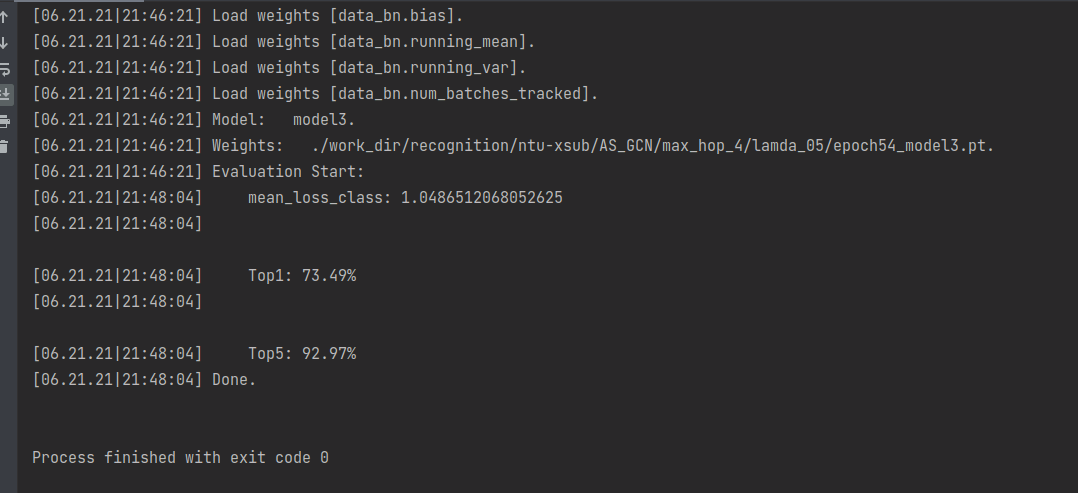 [06.21.21|21:46:21] Load weights [data_bn.bias].
[06.21.21|21:46:21] Load weights [data_bn.running_mean].
[06.21.21|21:46:21] Load weights [data_bn.running_var].
[06.21.21|21:46:21] Load weights [data_bn.num_batches_tracked].
[06.21.21|21:46:21] Model:   model3.
[06.21.21|21:46:21] Weights:   ./work_dir/recognition/ntu-xsub/AS_GCN/max_hop_4/lamda_05/epoch54_model3.pt.
[06.21.21|21:46:21] Evaluation Start:
[06.21.21|21:48:04]     mean_loss_class: 1.0486512068052625
[06.21.21|21:48:04]
[06.21.21|21:48:04]     Top1: 73.49%
[06.21.21|21:48:04]
[06.21.21|21:48:04]     Top5: 92.97%
[06.21.21|21:48:04] Done.
Process finished with exit code 0